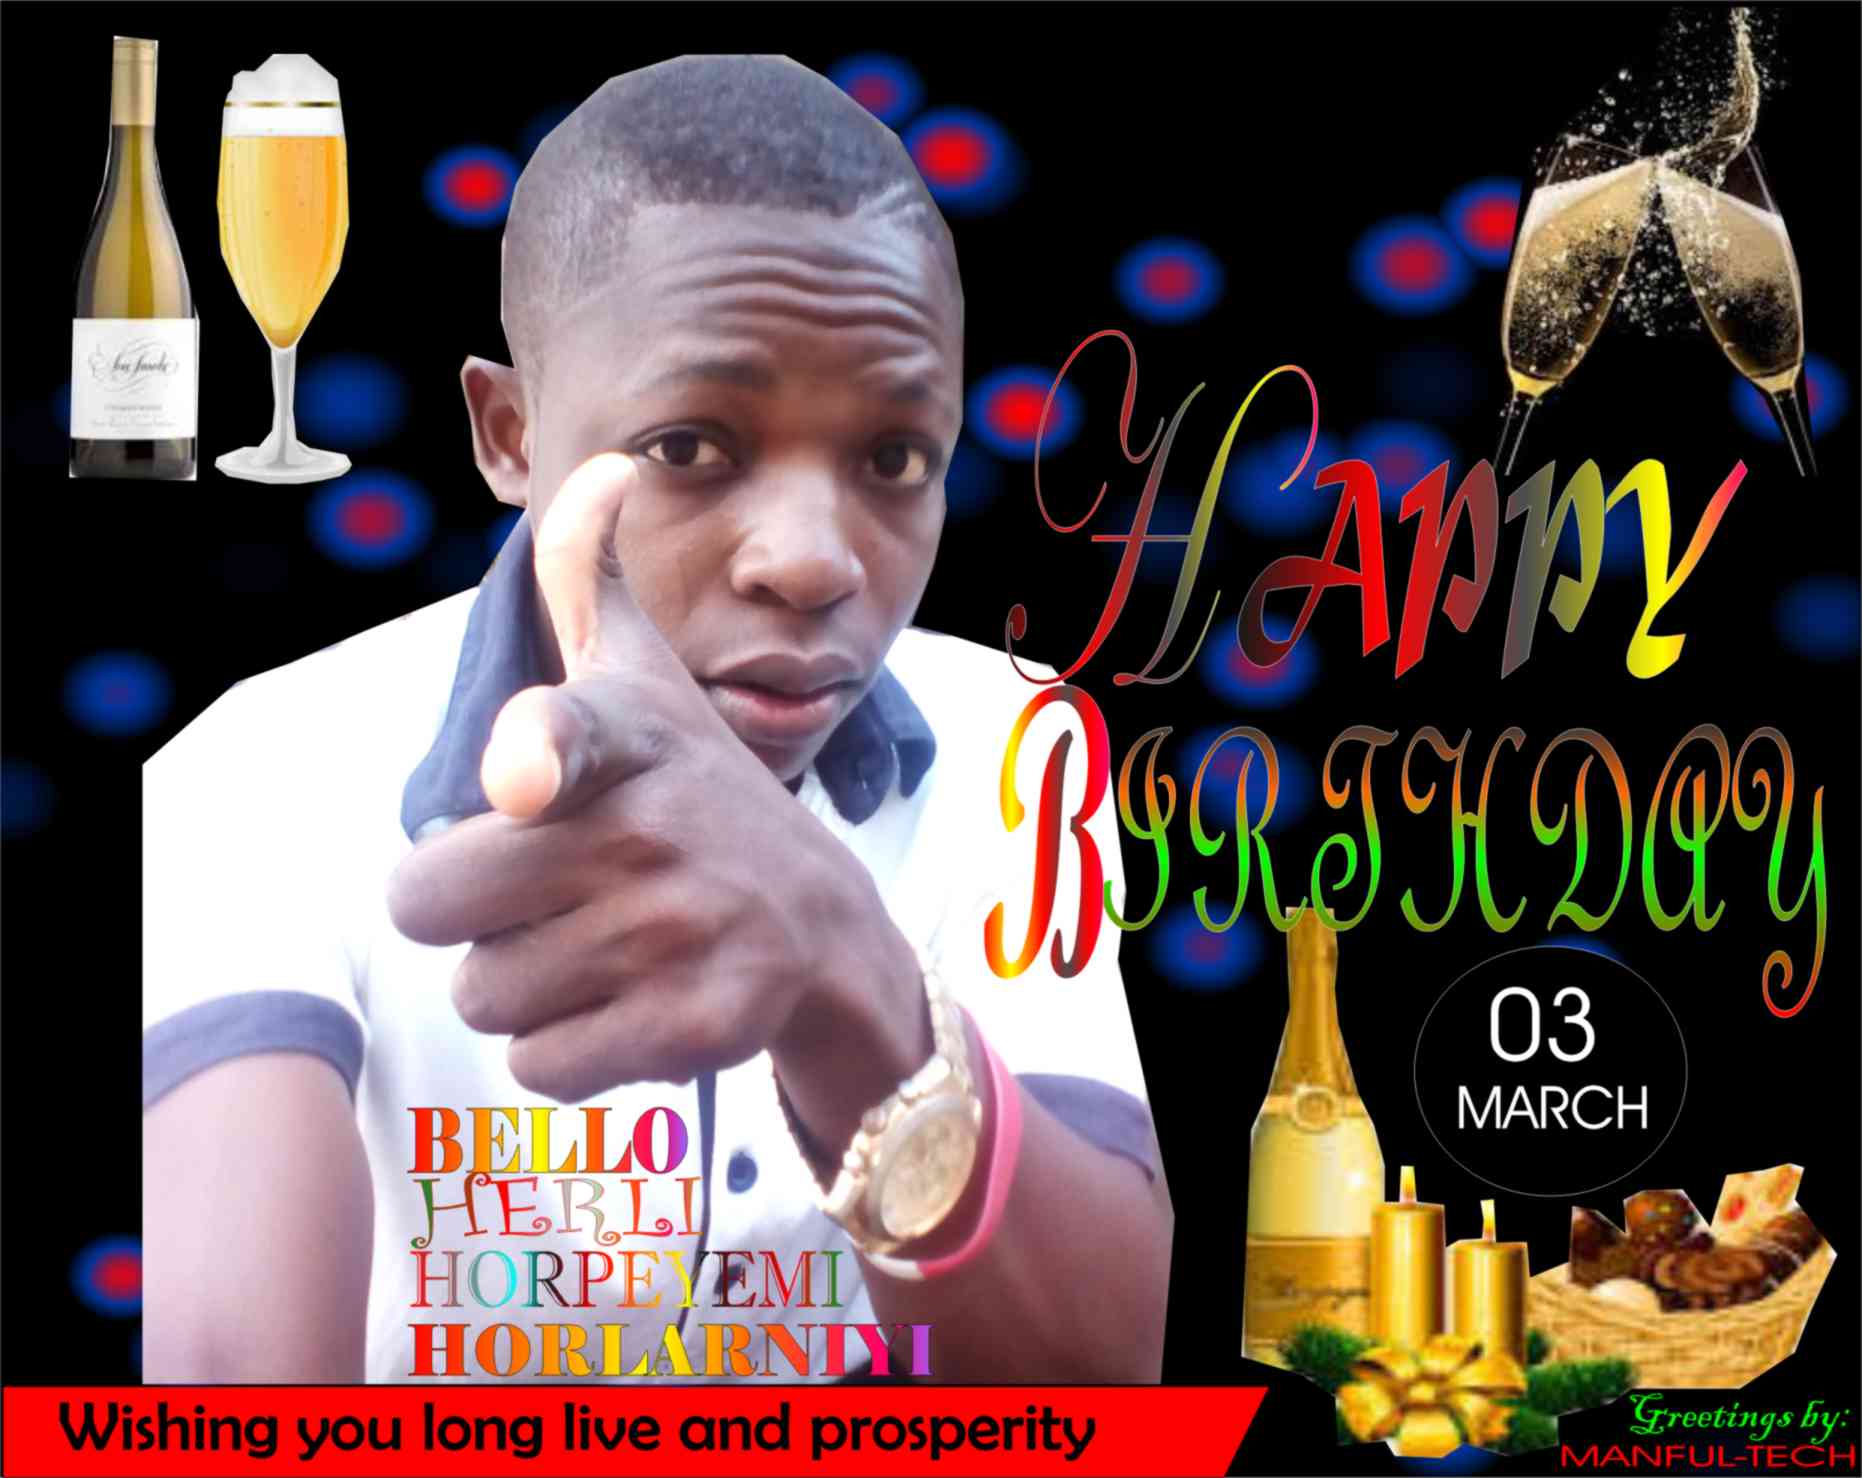 HAPPY
BIRTHDAY
03
MARCH
BELLO
HERLI
HORPEYEMI
HORLARNIYI
Wishing you long live and prosperity
Greetings by:
MANFUL-TECH